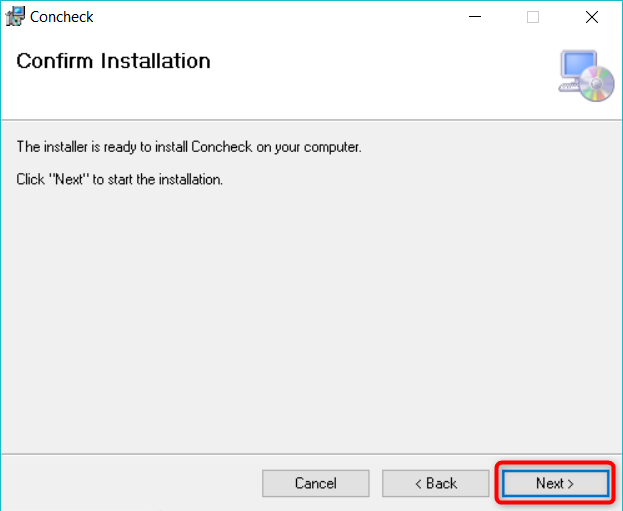 Concheck
Confirm Installation
The installer is ready to install Concheck on your computer.
Click "Next" to start the installation.
Cancel
< Back
Next >